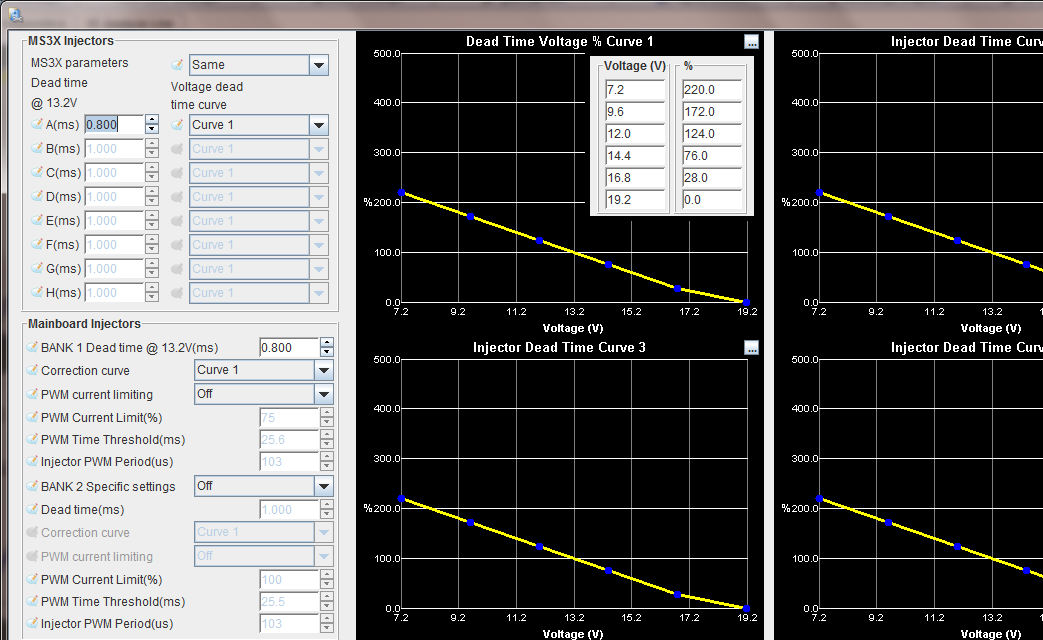 MS3X Injectors
MS3X parameters
Same
Dead time
@ 13.2V
Voltage dead
time curve
A(ms) 0.800 Curve 1
B(ms) 1.000 Curve 1
C(ms) 1.000 Curve 1
D(ms) 1.000 Curve 1
E(ms) 1.000 Curve 1
F(ms) 1.000 Curve 1
G(ms) 1.000 Curve 1
H(ms) 1.000 Curve 1
Mainboard Injectors
BANK 1 Dead time @ 13.2V(ms) 0.800
Correction curve Curve 1
PWM current limiting Off
PWM Current Limit(%) 75
PWM Time Threshold(ms) 25.6
Injector PWM Period(us) 103
BANK 2 Specific settings Off
Dead time(ms) 1.000
Correction curve Curve 1
PWM current limiting Off
PWM Current Limit(%) 100
PWM Time Threshold(ms) 25.5
Injector PWM Period(us) 103
Dead Time Voltage % Curve 1
...
500.0
400.0
300.0
%200.0
100.0
0.0
7.2 9.2 11.2 13.2 15.2 17.2 19.2
Voltage (V)
Voltage (V) %
7.2 220.0
9.6 172.0
12.0 124.0
14.4 76.0
16.8 28.0
19.2 0.0
Injector Dead Time Curv
500.0
400.0
300.0
%200.0
100.0
0.0
7.2 9.2 11.2 13.2 15.2
Voltage (V)
Injector Dead Time Curve 3
...
500.0
400.0
300.0
%200.0
100.0
0.0
7.2 9.2 11.2 13.2 15.2 17.2 19.2
Voltage (V)
Injector Dead Time Curv
500.0
400.0
300.0
%200.0
100.0
0.0
7.2 9.2 11.2 13.2 15.2
Voltage (V)